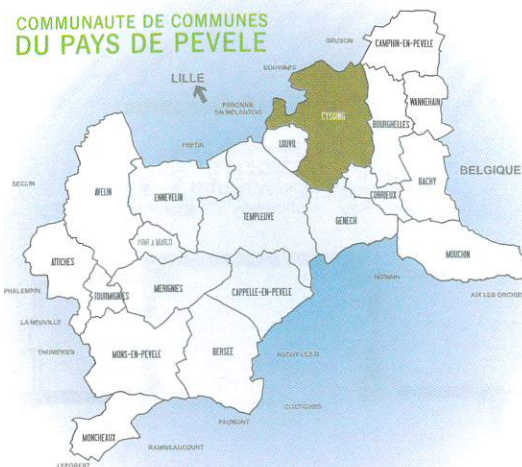 COMMUNAUTE DE COMMUNES
DU PAYS DE PEVELE
GRUSON
CAMPHIN-EN-PEVELE
BOUVINES
LILLE
WANNEHAIN
PERONNE
EN MELANTOIS
CYSOING
BOURGHELLES
FRETIN
LOUVIL
BELGIQUE
SECLIN
AVELIN
ENNEVELIN
COBRIEUX
BACHY
TEMPLEUVE
GENECH
PONT A MARCQ
MOUCHIN
ATTICHES
NOMAIN
PHALEMPIN
TOURMIGNIES
MERIGNIES
CAPPELLE-EN-PEVELE
AIX LES ORCHIES
LA NEUVILLE
THUMERIES
MONS-EN-PEVELE
BERSEE
AUCHY LEZ O.
COUTICHES
FAUMONT
MONCHEAUX
RAIMBEAUCOURT
LEFOREST